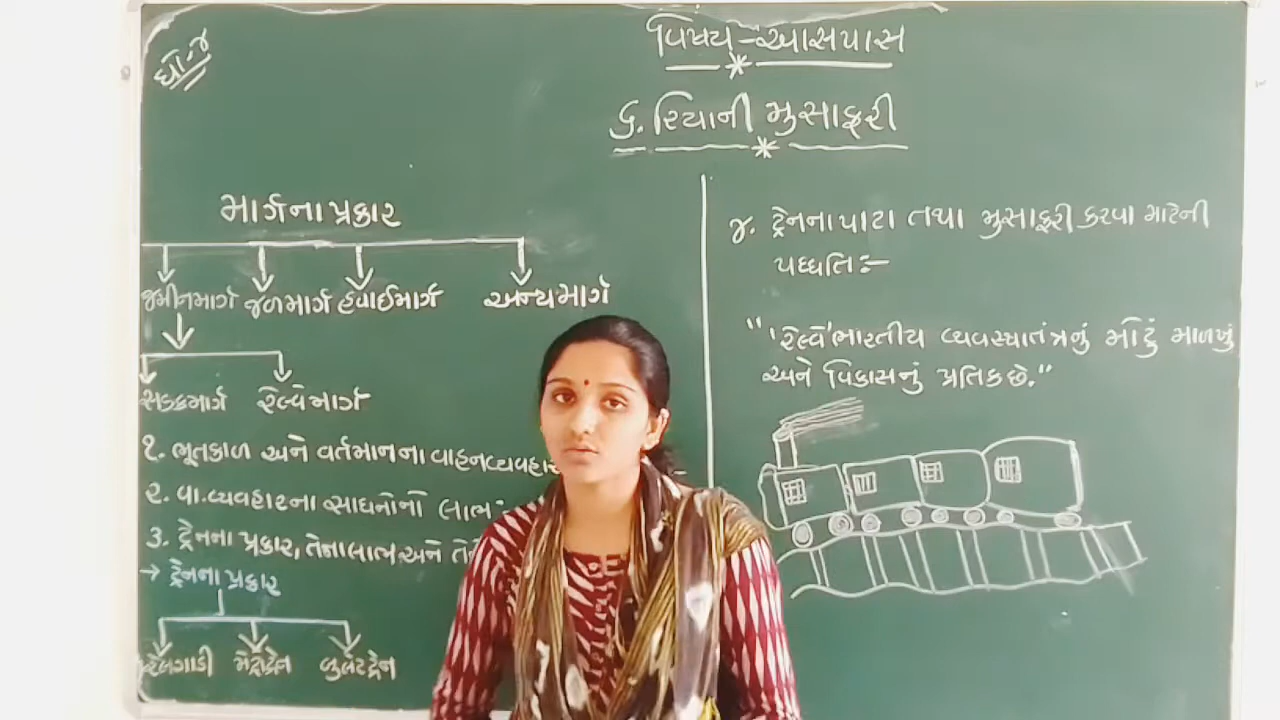 ધો-૪
વિષય - આસપાસ
૬. રિયાની મુસાફરી
માર્ગના પ્રકાર
જમીનમાર્ગ જળમાર્ગ હવાઈમાર્ગ અન્યમાર્ગ
સડકમાર્ગ રેલ્વેમાર્ગ
૧. ભૂતકાળ અને વર્તમાનના વાહનવ્યવહાર
૨. વા.વ્યવહારના સાધનોનો લાભ :
૩. ટ્રેનના પ્રકાર, તેના લાભ અને
→ ટ્રેનના પ્રકાર
રેલગાડી મેટ્રોરેલ બુલેટટ્રેન
૪. ટ્રેનના પાટા તથા મુસાફરી કરવા માટેની
પધ્ધતિ :-
" 'રેલ્વે' ભારતીય વ્યવસ્થાતંત્રનું મોટું માળખું
અને વિકાસનું પ્રતિક છે."